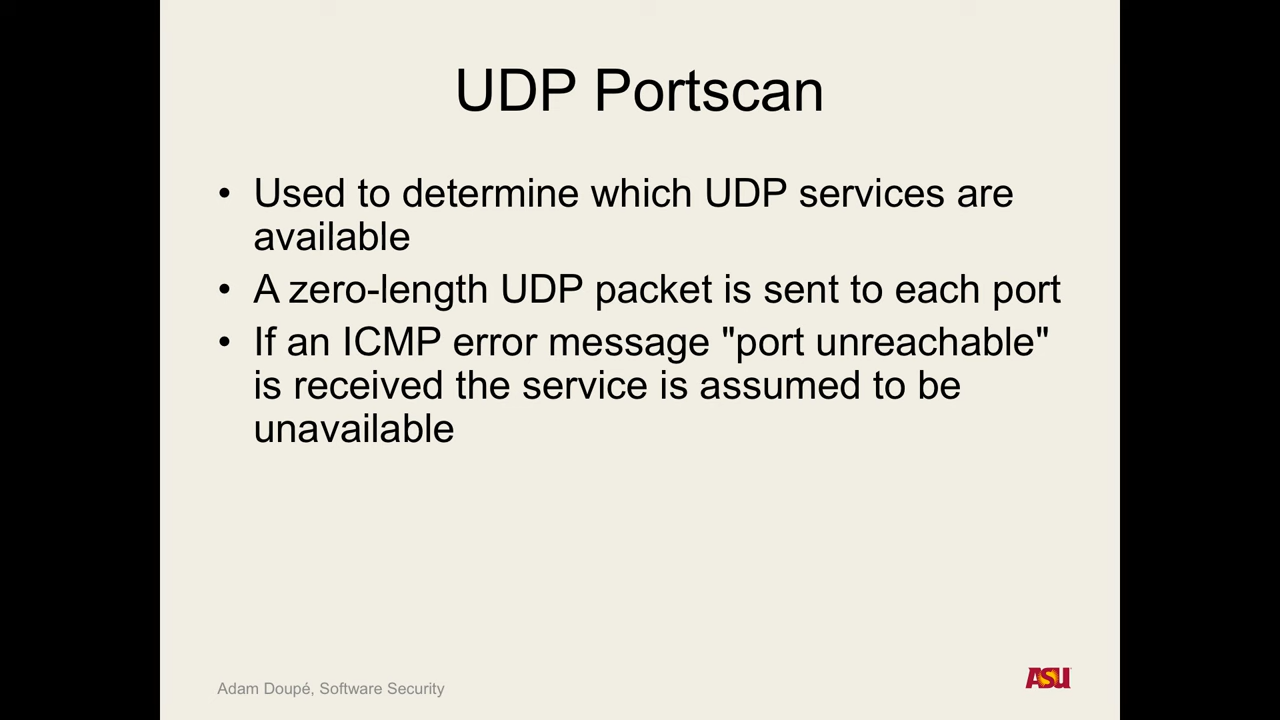 UDP Portscan
• Used to determine which UDP services are
available
• A zero-length UDP packet is sent to each port
• If an ICMP error message "port unreachable"
is received the service is assumed to be
unavailable
Adam Doupé, Software Security
ASU